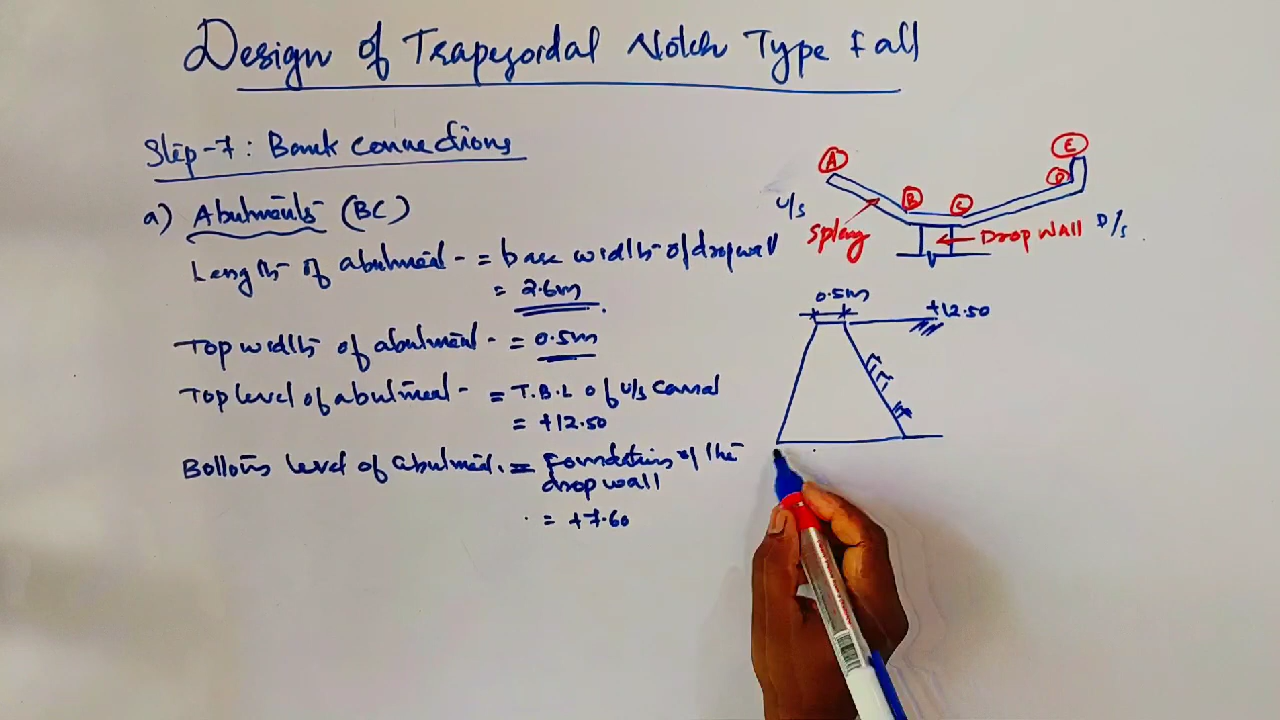 Design of Trapezoidal Notch Type Fall
Step-7: Bank connections
a) Abutments (BC)
Length of abutment - = base width of dropwall
= 2.6m
Top width of abutment - = 0.5m
Top level of abutment - = T.B.L of U/s Canal
= +12.50
Bottom level of abutment. = foundation of the
drop wall
= +7.60
A
B
C
D
E
U/s
Splay
Drop Wall
D/s
0.5m
+12.50